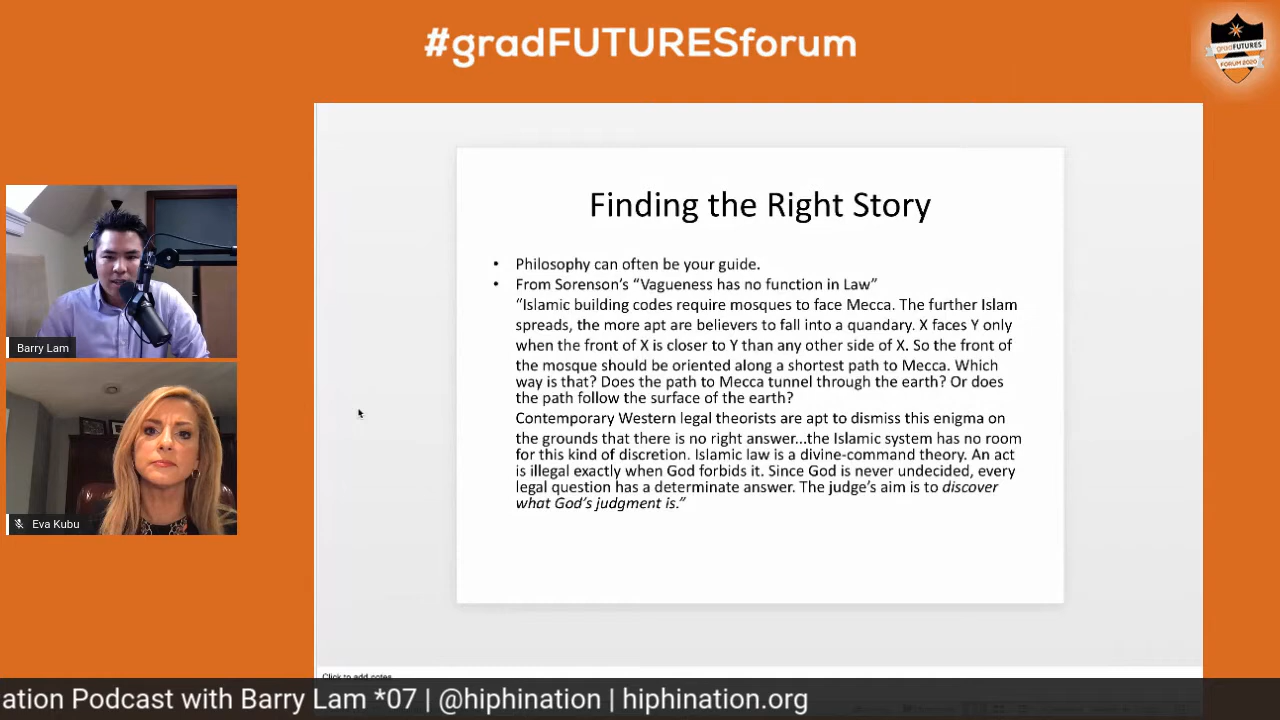 #gradFUTURESforum
gradFUTURES
FORUM 2020
Finding the Right Story
• Philosophy can often be your guide.
• From Sorenson's “Vagueness has no function in Law”
“Islamic building codes require mosques to face Mecca. The further Islam
spreads, the more apt are believers to fall into a quandary. X faces Y only
when the front of X is closer to Y than any other side of X. So the front of
the mosque should be oriented along a shortest path to Mecca. Which
way is that? Does the path to Mecca tunnel through the earth? Or does
the path follow the surface of the earth?
Contemporary Western legal theorists are apt to dismiss this enigma on
the grounds that there is no right answer...the Islamic system has no room
for this kind of discretion. Islamic law is a divine-command theory. An act
is illegal exactly when God forbids it. Since God is never undecided, every
legal question has a determinate answer. The judge's aim is to discover
what God's judgment is.”
Barry Lam
Eva Kubu
Click to add notes
ation Podcast with Barry Lam *07 | @hiphination | hiphination.org